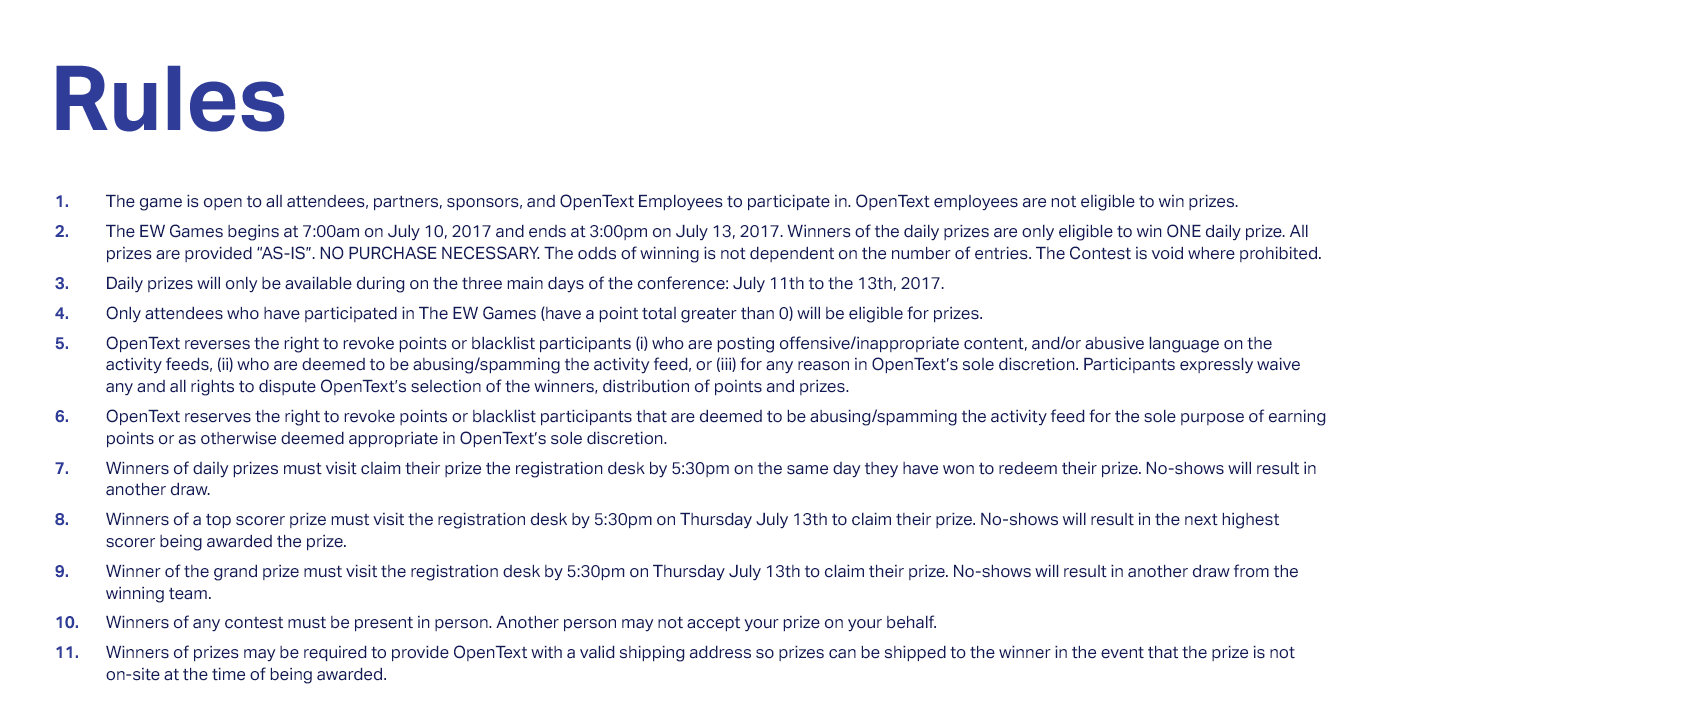 Rules
1. The game is open to all attendees, partners, sponsors, and OpenText Employees to participate in. OpenText employees are not eligible to win prizes.
2. The EW Games begins at 7:00am on July 10, 2017 and ends at 3:00pm on July 13, 2017. Winners of the daily prizes are only eligible to win ONE daily prize. All
prizes are provided “AS-IS”. NO PURCHASE NECESSARY. The odds of winning is not dependent on the number of entries. The Contest is void where prohibited.
3. Daily prizes will only be available during on the three main days of the conference: July 11th to the 13th, 2017.
4. Only attendees who have participated in The EW Games (have a point total greater than 0) will be eligible for prizes.
5. OpenText reverses the right to revoke points or blacklist participants (i) who are posting offensive/inappropriate content, and/or abusive language on the
activity feeds, (ii) who are deemed to be abusing/spamming the activity feed, or (iii) for any reason in OpenText’s sole discretion. Participants expressly waive
any and all rights to dispute OpenText’s selection of the winners, distribution of points and prizes.
6. OpenText reserves the right to revoke points or blacklist participants that are deemed to be abusing/spamming the activity feed for the sole purpose of earning
points or as otherwise deemed appropriate in OpenText’s sole discretion.
7. Winners of daily prizes must visit claim their prize the registration desk by 5:30pm on the same day they have won to redeem their prize. No-shows will result in
another draw.
8. Winners of a top scorer prize must visit the registration desk by 5:30pm on Thursday July 13th to claim their prize. No-shows will result in the next highest
scorer being awarded the prize.
9. Winner of the grand prize must visit the registration desk by 5:30pm on Thursday July 13th to claim their prize. No-shows will result in another draw from the
winning team.
10. Winners of any contest must be present in person. Another person may not accept your prize on your behalf.
11. Winners of prizes may be required to provide OpenText with a valid shipping address so prizes can be shipped to the winner in the event that the prize is not
on-site at the time of being awarded.